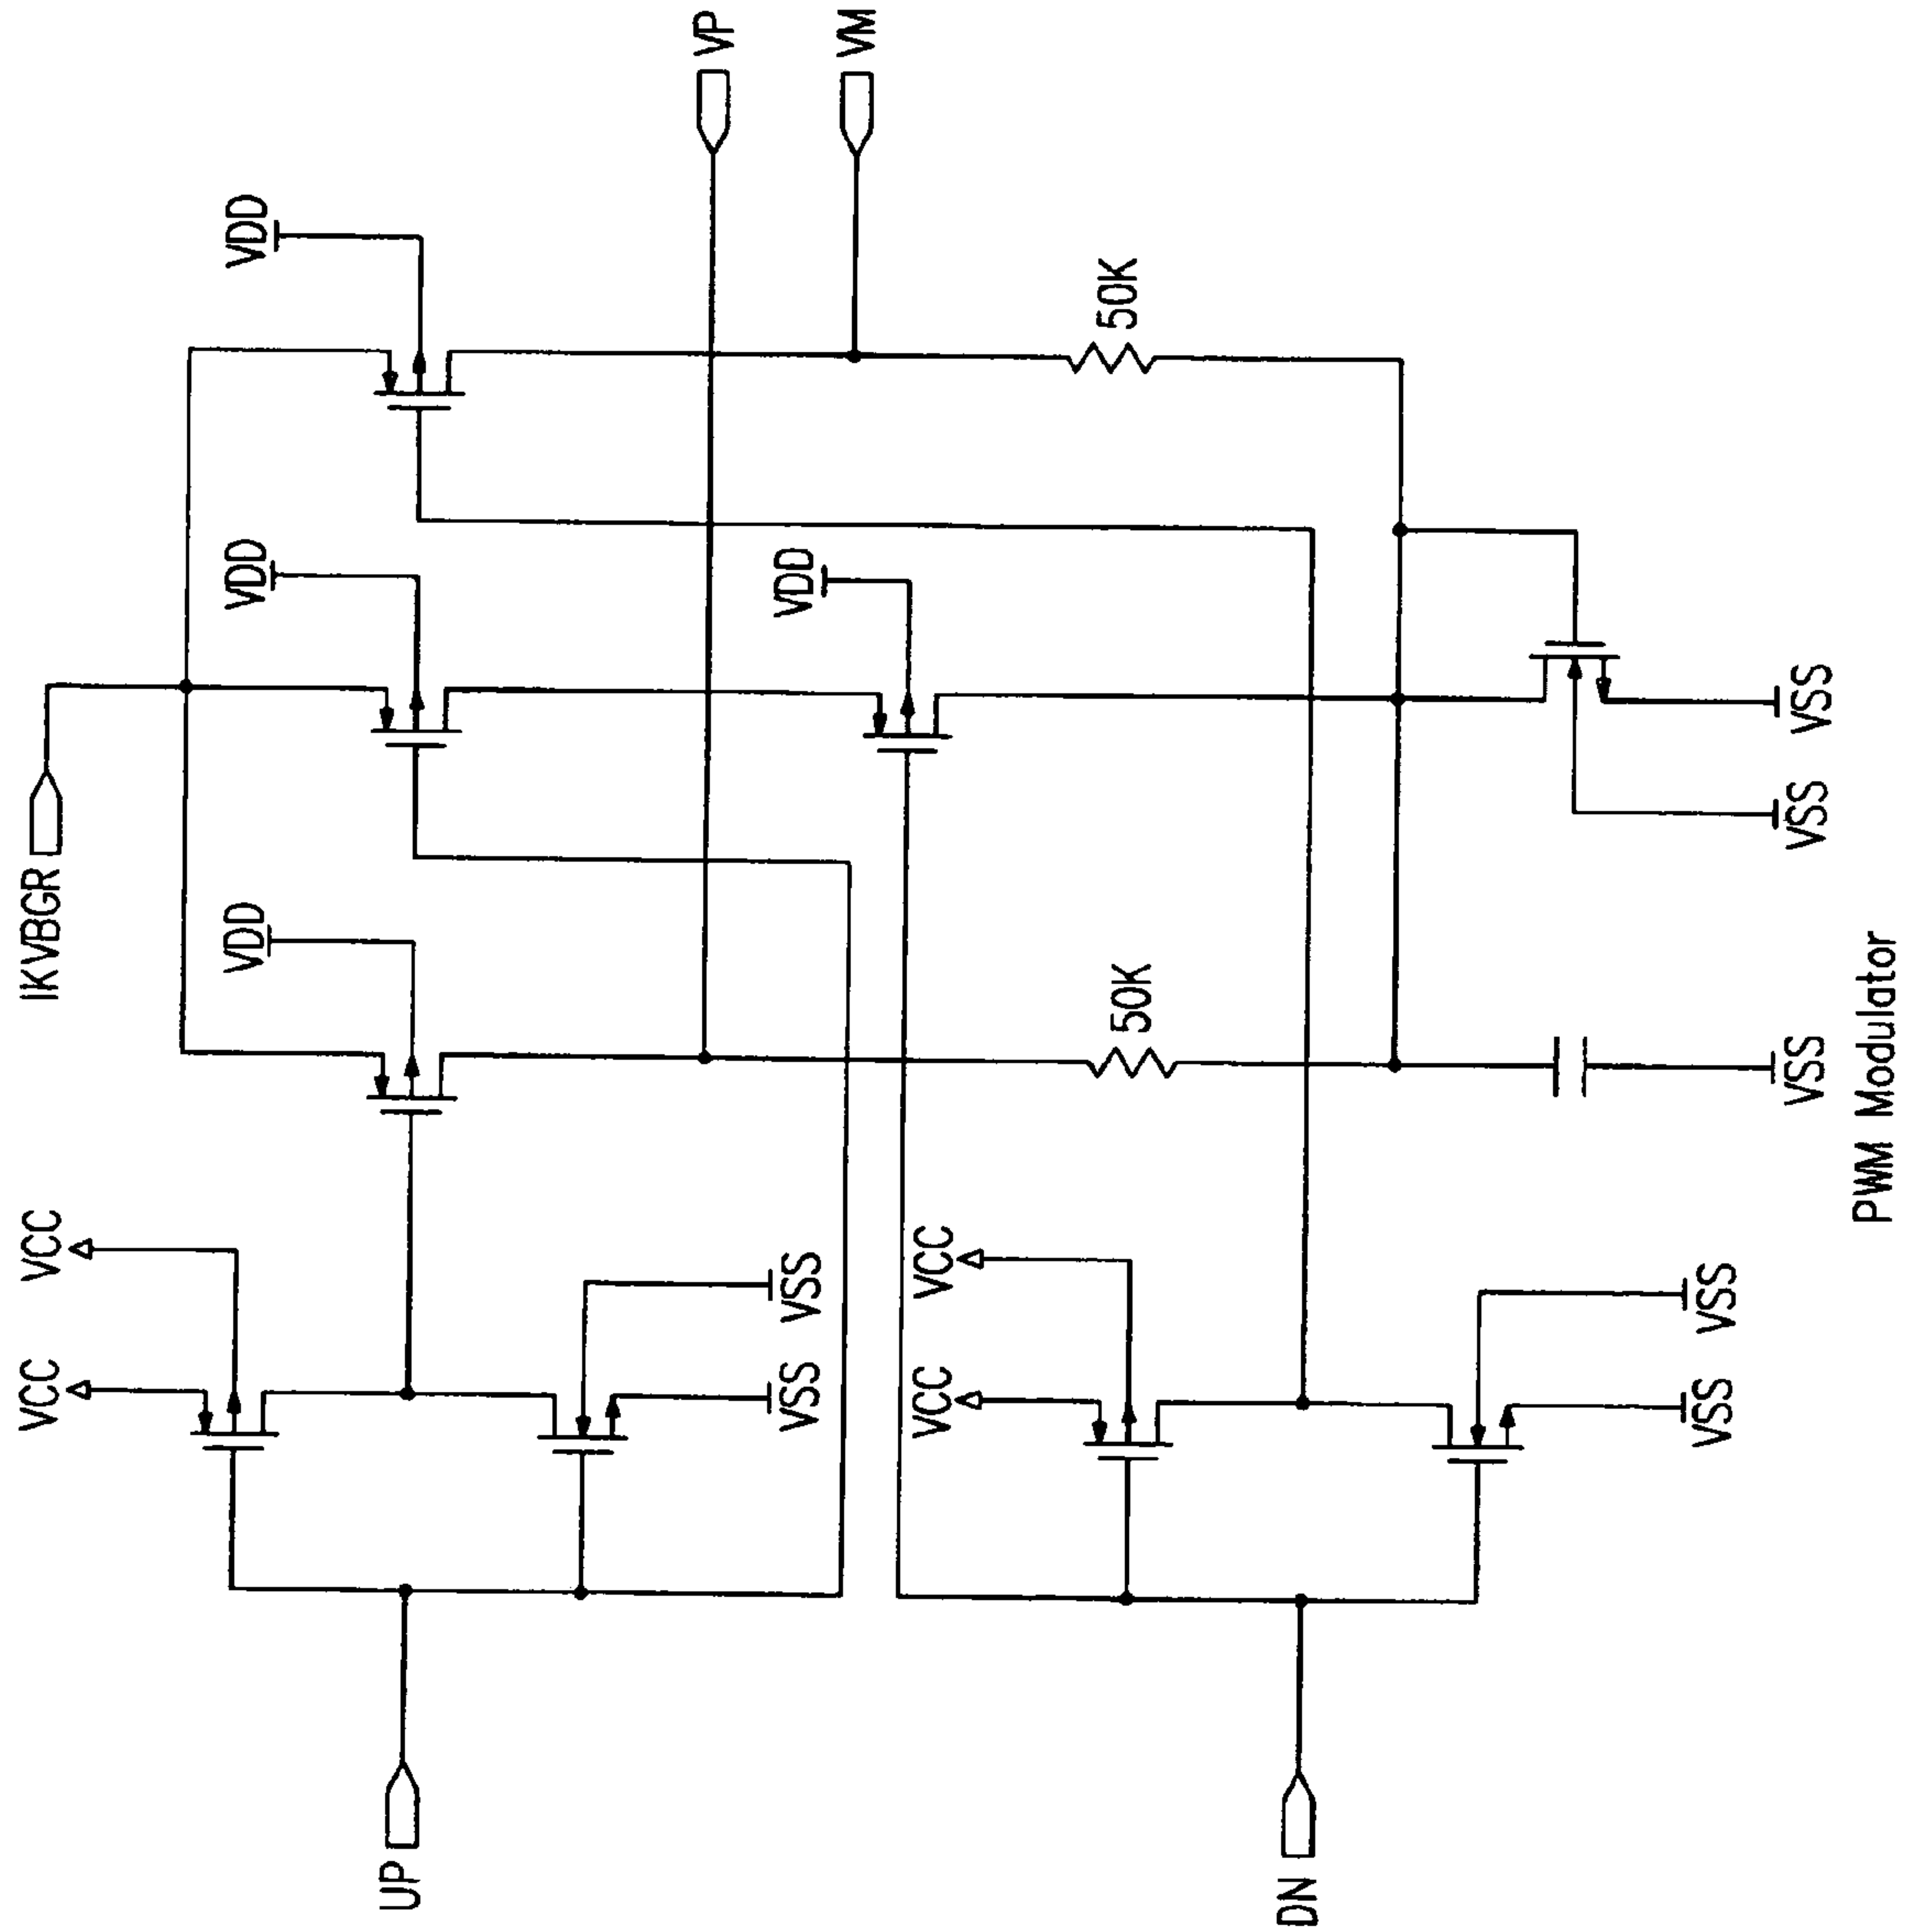 VCC
VCC
IKVBGR
VDD
VDD
VDD
UP
VP
VSS
VSS
VDD
VM
VCC
VCC
50K
50K
DN
VSS
VSS
VSS
VSS
VSS
PWM Modulator